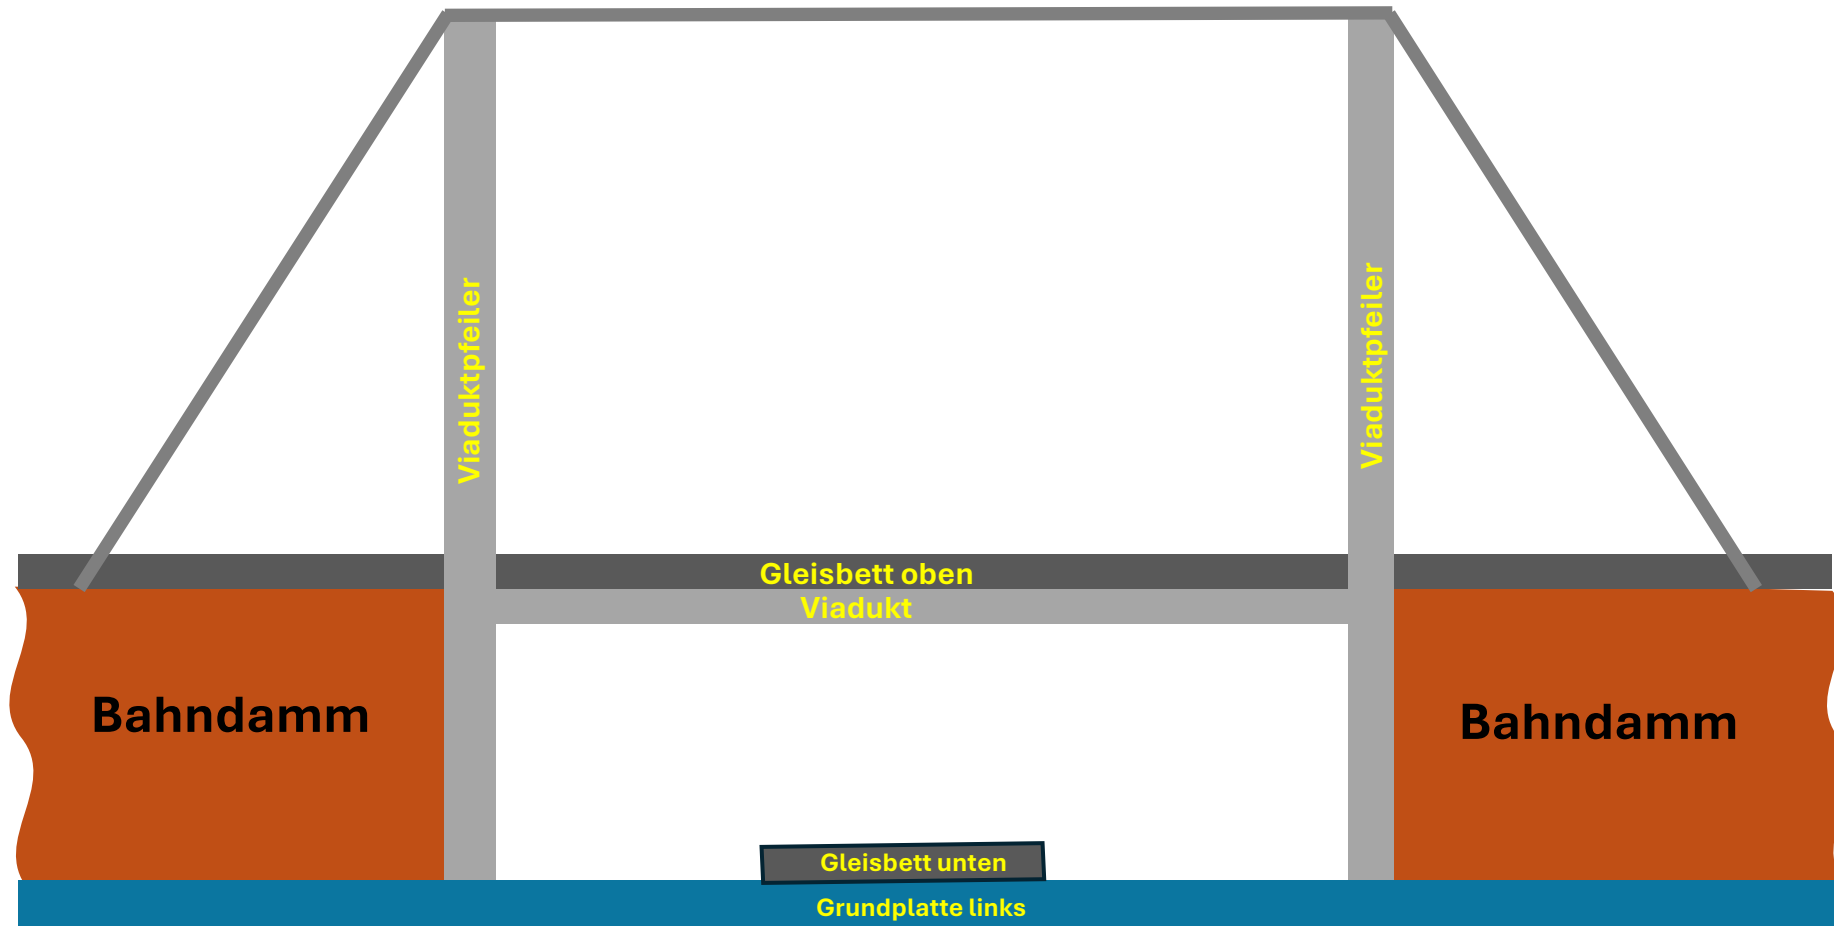 Viaduktpfeiler
Viaduktpfeiler
Gleisbett oben
Viadukt
Bahndamm
Bahndamm
Gleisbett unten
Grundplatte links